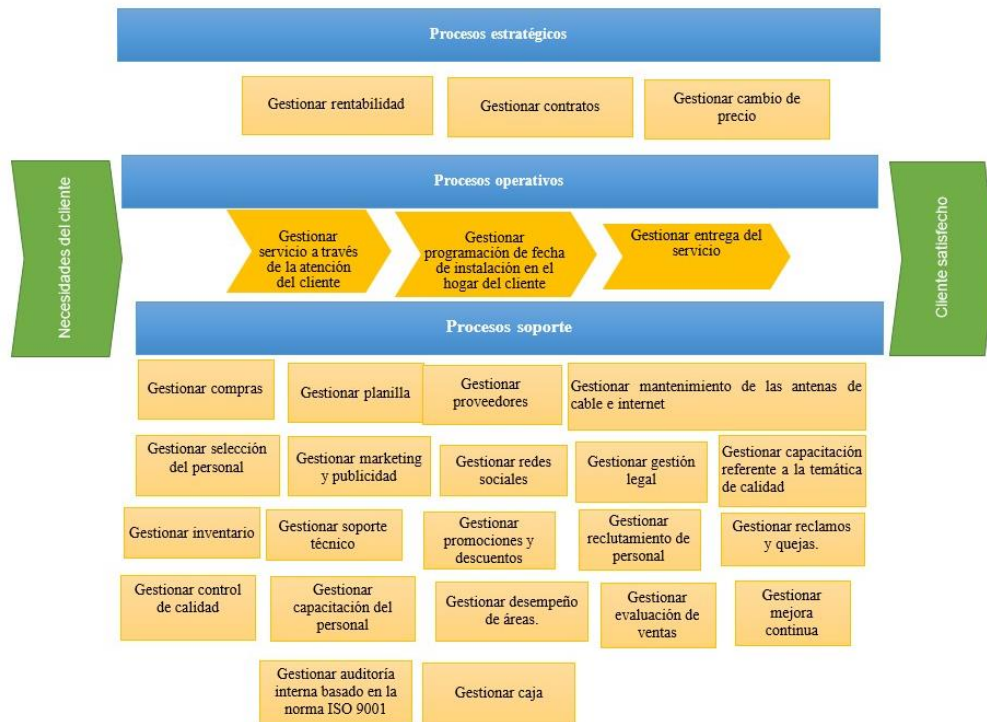 Procesos estratégicos
Gestionar rentabilidad
Gestionar contratos
Gestionar cambio de
precio
Necesidades del cliente
Procesos operativos
Gestionar
servicio a través
de la atención
del cliente
Gestionar
programación de fecha
de instalación en el
hogar del cliente
Gestionar entrega del
servicio
Cliente satisfecho
Procesos soporte
Gestionar compras
Gestionar planilla
Gestionar
proveedores
Gestionar mantenimiento de las antenas de
cable e internet
Gestionar selección
del personal
Gestionar marketing
y publicidad
Gestionar redes
sociales
Gestionar gestión
legal
Gestionar capacitación
referente a la temática
de calidad
Gestionar inventario
Gestionar soporte
técnico
Gestionar
promociones y
descuentos
Gestionar
reclutamiento de
personal
Gestionar reclamos
y quejas.
Gestionar control
de calidad
Gestionar
capacitación del
personal
Gestionar desempeño
de áreas.
Gestionar
evaluación de
ventas
Gestionar
mejora
continua
Gestionar auditoría
interna basado en la
norma ISO 9001
Gestionar caja